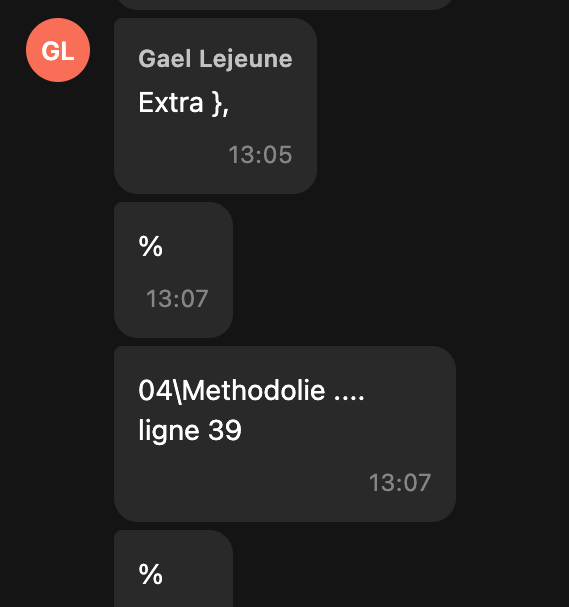 GL
Gael Lejeune
Extra },
13:05
%
13:07
04\Methodolie ....
ligne 39
13:07
%